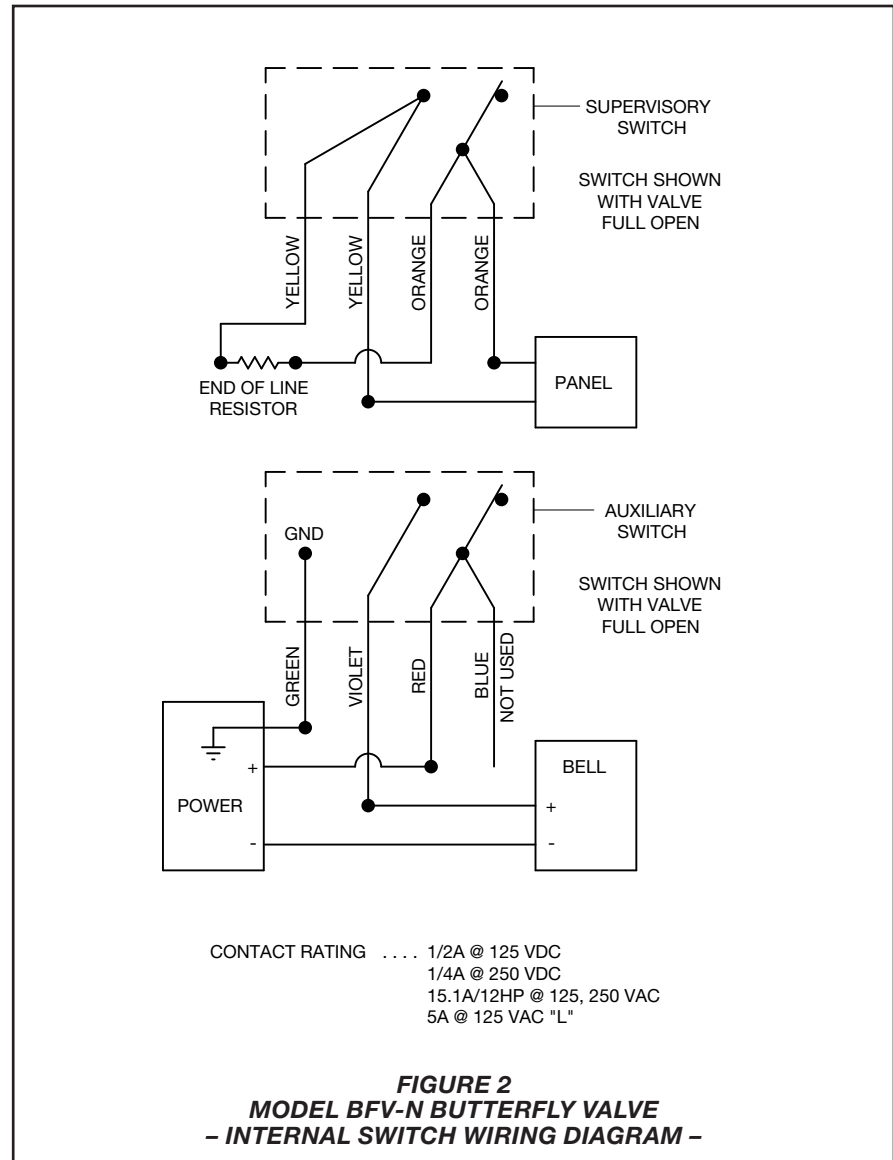 SUPERVISORY
SWITCH
SWITCH SHOWN
WITH VALVE
FULL OPEN
YELLOW
YELLOW
ORANGE
ORANGE
END OF LINE
RESISTOR
PANEL
GND
AUXILIARY
SWITCH
SWITCH SHOWN
WITH VALVE
FULL OPEN
GREEN
VIOLET
RED
BLUE
NOT USED
POWER
+
-
BELL
+
-
CONTACT RATING .... 1/2A @ 125 VDC
1/4A @ 250 VDC
15.1A/12HP @ 125, 250 VAC
5A @ 125 VAC "L"
FIGURE 2
MODEL BFV-N BUTTERFLY VALVE
– INTERNAL SWITCH WIRING DIAGRAM –